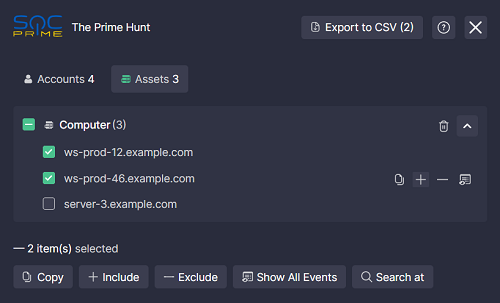 SOC
PRIME
The Prime Hunt
Export to CSV (2)
Accounts 4
Assets 3
Computer (3)
ws-prod-12.example.com
ws-prod-46.example.com
server-3.example.com
— 2 item(s) selected
Copy
Include
Exclude
Show All Events
Search at